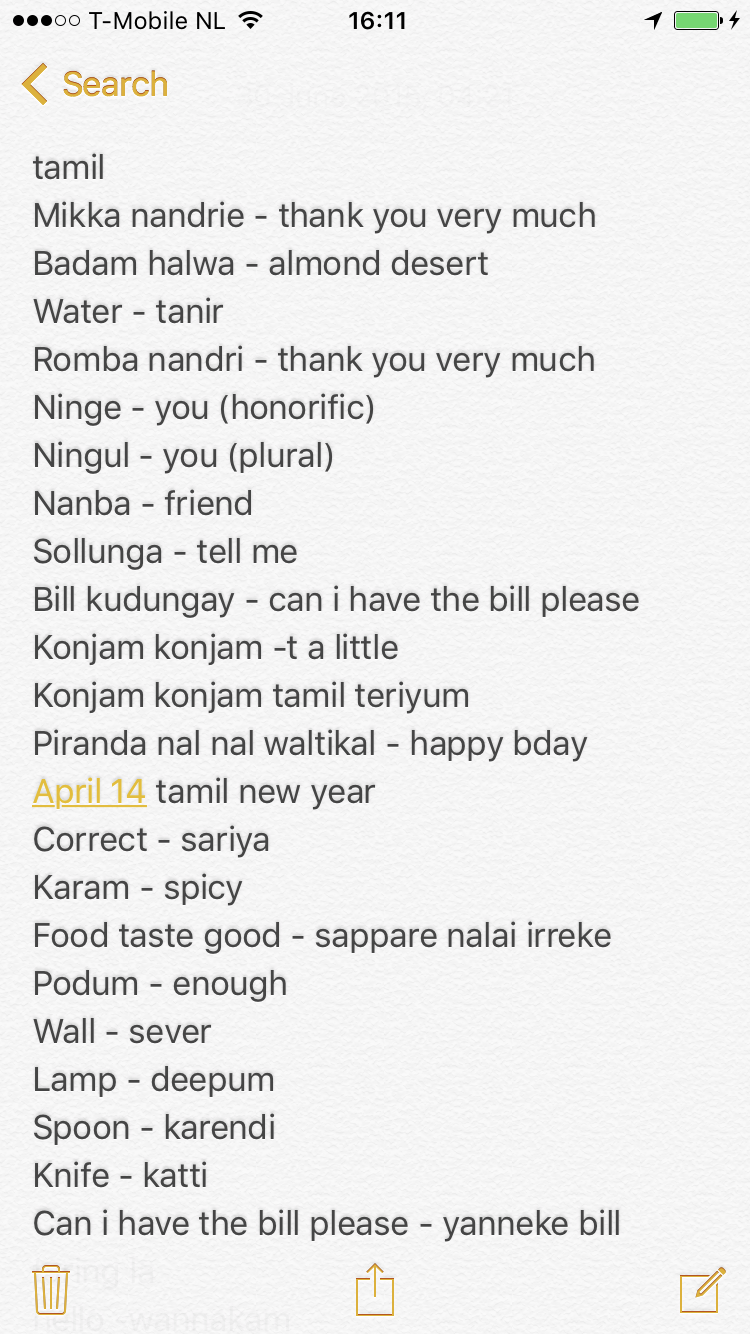 T-Mobile NL 16:11
Search
tamil
Mikka nandrie - thank you very much
Badam halwa - almond desert
Water - tanir
Romba nandri - thank you very much
Ninge - you (honorific)
Ningul - you (plural)
Nanba - friend
Sollunga - tell me
Bill kudungay - can i have the bill please
Konjam konjam -t a little
Konjam konjam tamil teriyum
Piranda nal nal waltikal - happy bday
April 14 tamil new year
Correct - sariya
Karam - spicy
Food taste good - sappare nalai irreke
Podum - enough
Wall - sever
Lamp - deepum
Spoon - karendi
Knife - katti
Can i have the bill please - yanneke bill
hello -wannakam